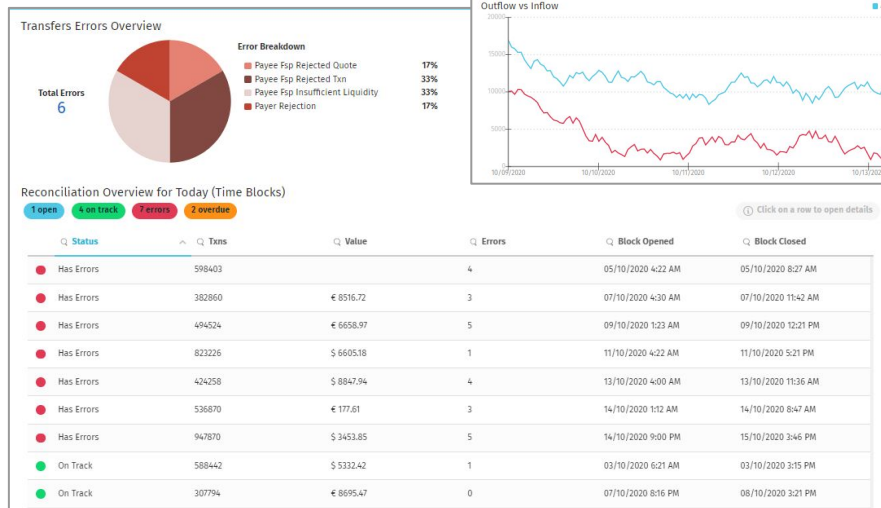 Transfers Errors Overview
Total Errors
6
Error Breakdown
Payee Fsp Rejected Quote 17%
Payee Fsp Rejected Txn 33%
Payee Fsp Insufficient Liquidity 33%
Payer Rejection 17%
Outflow vs Inflow
20000
15000
10000
5000
0
10/09/2020 10/10/2020 10/11/2020 10/12/2020 10/13/202
Reconciliation Overview for Today (Time Blocks)
1 open 4 on track 7 errors 2 overdue
Click on a row to open details
Status Txns Value Errors Block Opened Block Closed
Has Errors 598403 4 05/10/2020 4:22 AM 05/10/2020 8:27 AM
Has Errors 382860 € 8516.72 3 07/10/2020 4:30 AM 07/10/2020 11:42 AM
Has Errors 494524 € 6658.97 5 09/10/2020 1:23 AM 09/10/2020 12:21 PM
Has Errors 823226 $ 6605.18 1 11/10/2020 4:22 AM 11/10/2020 5:21 PM
Has Errors 424258 $ 8847.94 4 13/10/2020 4:00 AM 13/10/2020 11:36 AM
Has Errors 536870 € 177.61 3 14/10/2020 1:12 AM 14/10/2020 8:47 AM
Has Errors 947870 $ 3453.85 5 14/10/2020 9:00 PM 15/10/2020 3:46 PM
On Track 588442 $ 5332.42 1 03/10/2020 6:21 AM 03/10/2020 3:15 PM
On Track 307794 € 8695.47 0 07/10/2020 8:16 PM 08/10/2020 3:21 PM